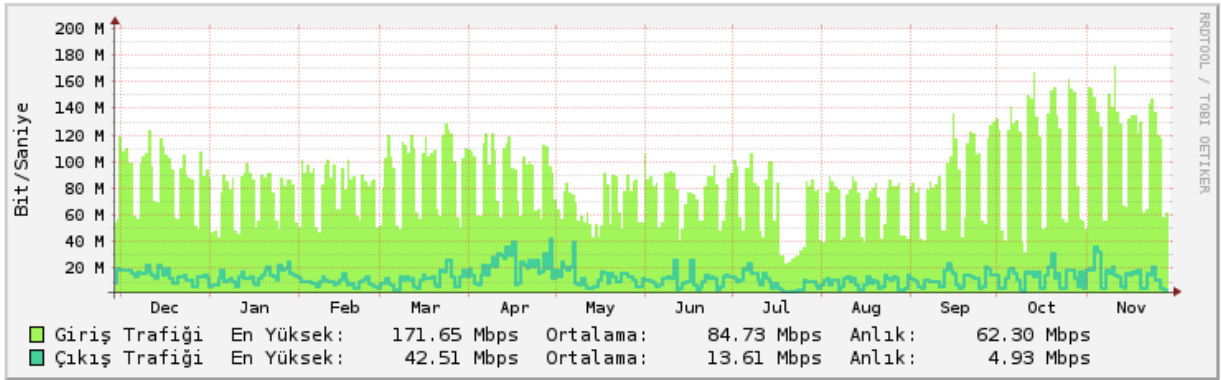 200 M
180 M
160 M
140 M
120 M
100 M
80 M
60 M
40 M
20 M
Bit/Saniye
Dec Jan Feb Mar Apr May Jun Jul Aug Sep Oct Nov
RRDTOOL / TOBI OETIKER
Giriş Trafiği En Yüksek: 171.65 Mbps Ortalama: 84.73 Mbps Anlık: 62.30 Mbps
Çıkış Trafiği En Yüksek: 42.51 Mbps Ortalama: 13.61 Mbps Anlık: 4.93 Mbps